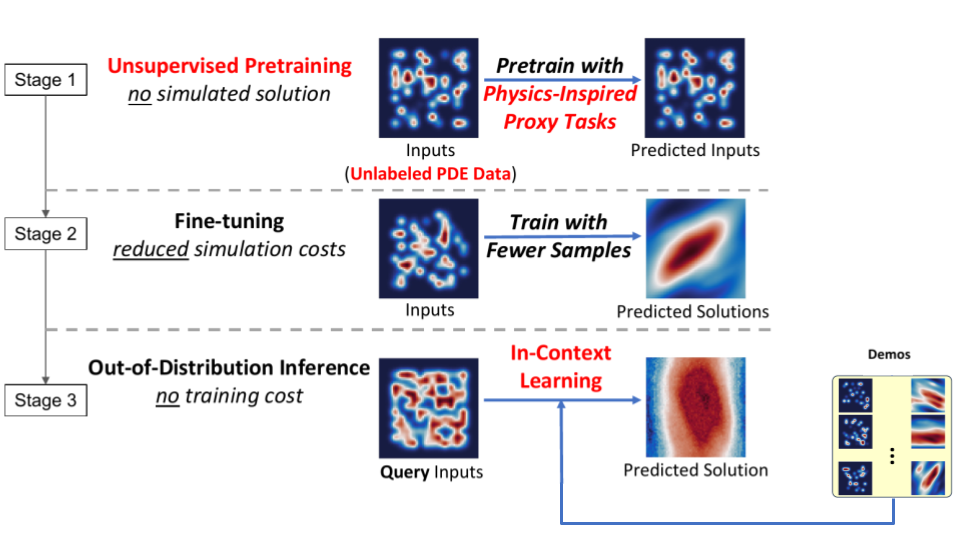 Stage 1
Unsupervised Pretraining
no simulated solution
Pretrain with
Physics-Inspired
Proxy Tasks
Inputs
(Unlabeled PDE Data)
Predicted Inputs
Stage 2
Fine-tuning
reduced simulation costs
Train with
Fewer Samples
Inputs
Predicted Solutions
Stage 3
Out-of-Distribution Inference
no training cost
In-Context
Learning
Query Inputs
Predicted Solution
Demos